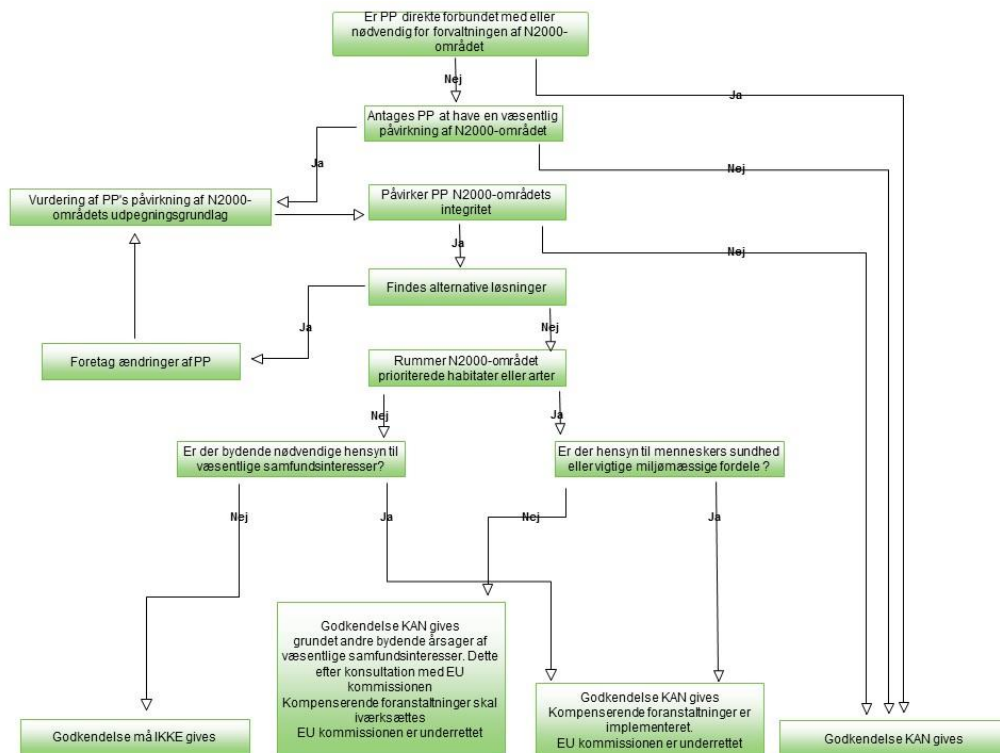 Er PP direkte forbundet med eller
nødvendig for forvaltningen af N2000-
området
Nej
Ja
Antages PP at have en væsentlig
påvirkning af N2000-området
Ja
Nej
Vurdering af PP's påvirkning af N2000-
områdets udpegningsgrundlag
Påvirker PP N2000-områdets
integritet
Ja
Nej
Findes alternative løsninger
Ja
Nej
Foretag ændringer af PP
Rummer N2000-området
prioriterede habitater eller arter
Nej
Ja
Er der bydende nødvendige hensyn til
væsentlige samfundsinteresser?
Er der hensyn til menneskers sundhed
eller vigtige miljømæssige fordele ?
Nej
Ja
Nej
Ja
Godkendelse KAN gives
grundet andre bydende årsager af
væsentlige samfundsinteresser. Dette
efter konsultation med EU
kommissionen
Kompenserende foranstaltninger skal
iværksættes
EU kommissionen er underrettet
Godkendelse KAN gives
Kompenserende foranstaltninger er
implementeret.
EU kommissionen er underrettet
Godkendelse må IKKE gives
Godkendelse KAN gives